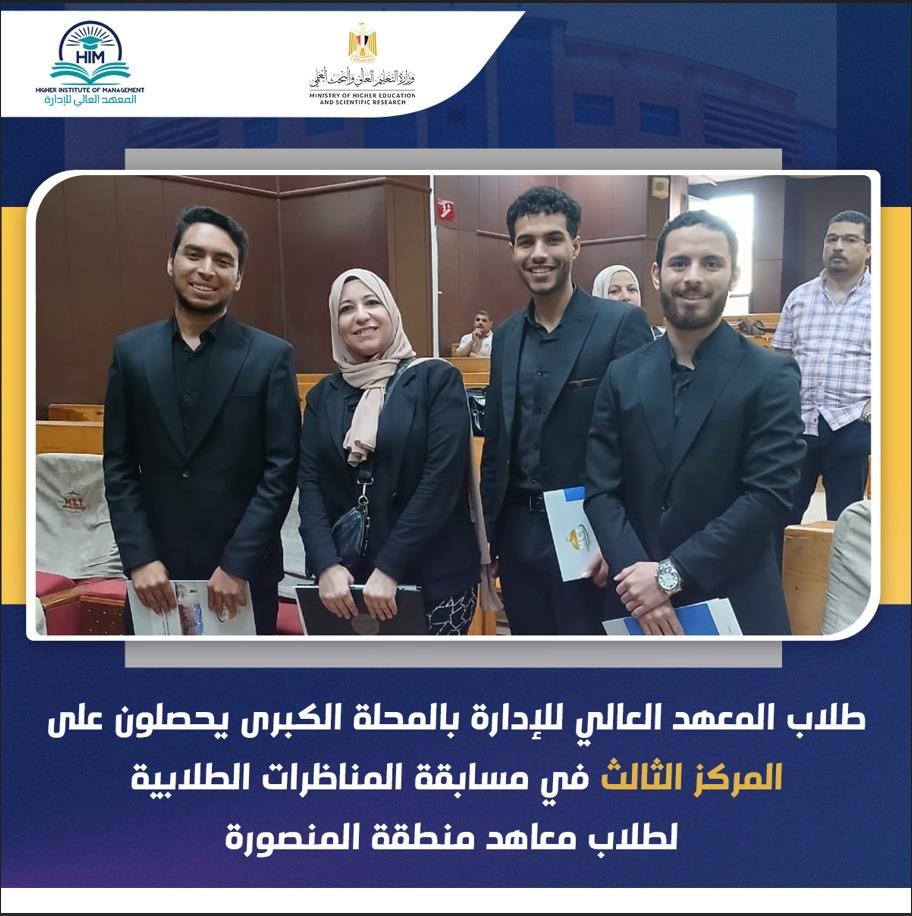 HIM
HIGHER INSTITUTE OF MANAGEMENT
المعهد العالي للإدارة
وزارة التعليم العالي والبحث العلمي
MINISTRY OF HIGHER EDUCATION
AND SCIENTIFIC RESEARCH
طلاب المعهد العالي للإدارة بالمحلة الكبرى يحصلون على
المركز الثالث في مسابقة المناظرات الطلابية
لطلاب معاهد منطقة المنصورة